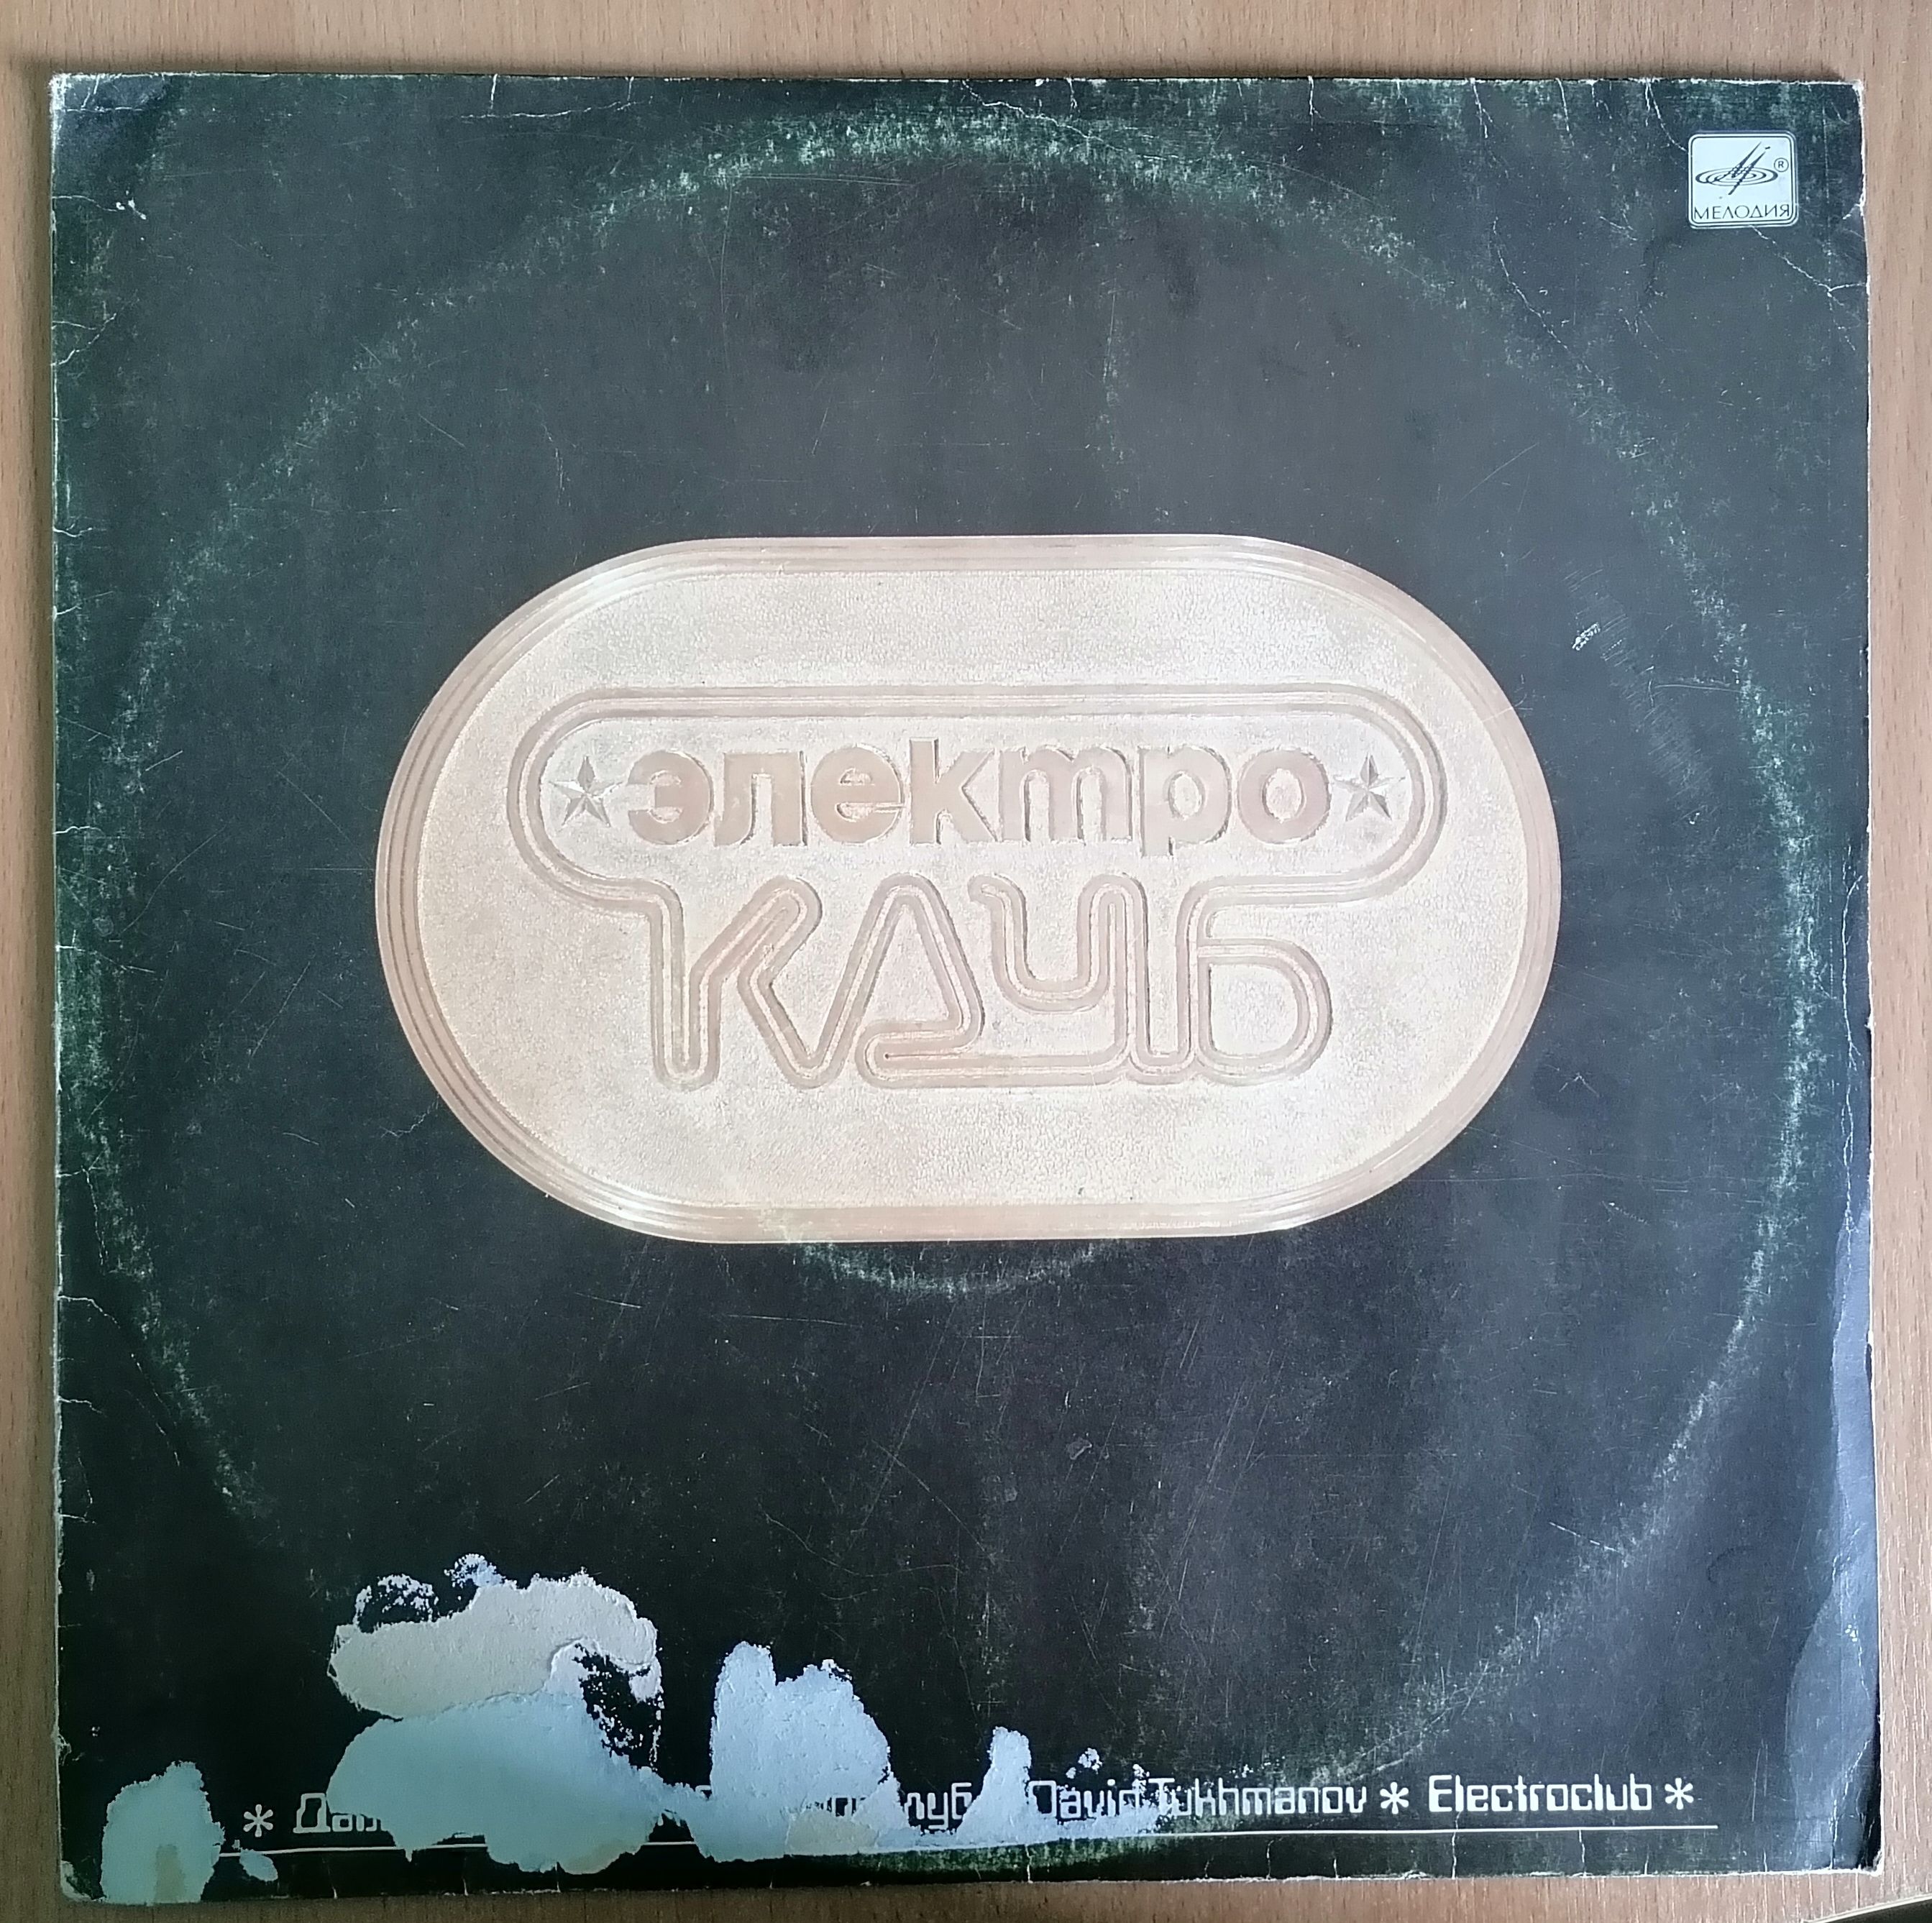 ® МЕЛОДИЯ
электро
КЛУБ
* David Tukhmanov * Electroclub *